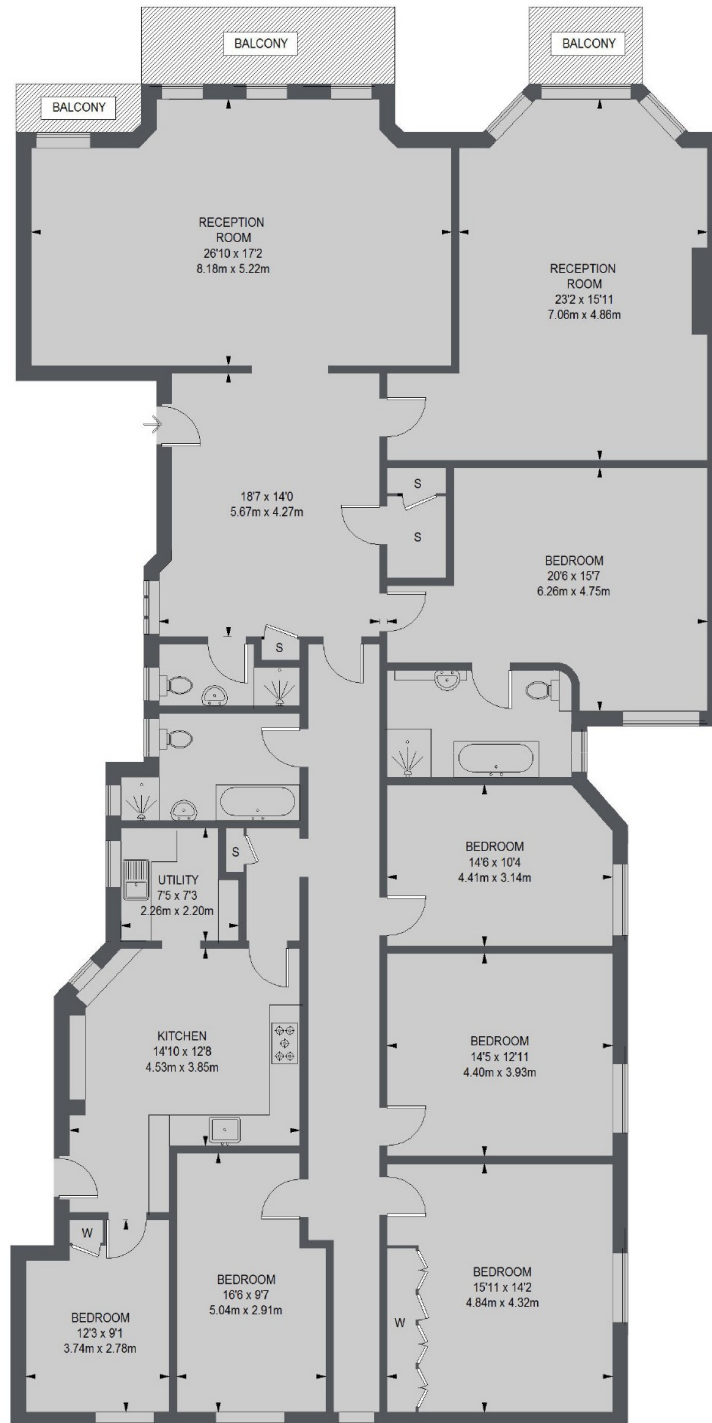 BALCONY
BALCONY
BALCONY
RECEPTION
ROOM
26'10 x 17'2
8.18m x 5.22m
RECEPTION
ROOM
23'2 x 15'11
7.06m x 4.86m
18'7 x 14'0
5.67m x 4.27m
S
S
BEDROOM
20'6 x 15'7
6.26m x 4.75m
S
BEDROOM
14'6 x 10'4
4.41m x 3.14m
S
UTILITY
7'5 x 7'3
2.26m x 2.20m
BEDROOM
14'5 x 12'11
4.40m x 3.93m
KITCHEN
14'10 x 12'8
4.53m x 3.85m
W
BEDROOM
12'3 x 9'1
3.74m x 2.78m
BEDROOM
16'6 x 9'7
5.04m x 2.91m
BEDROOM
15'11 x 14'2
4.84m x 4.32m
W